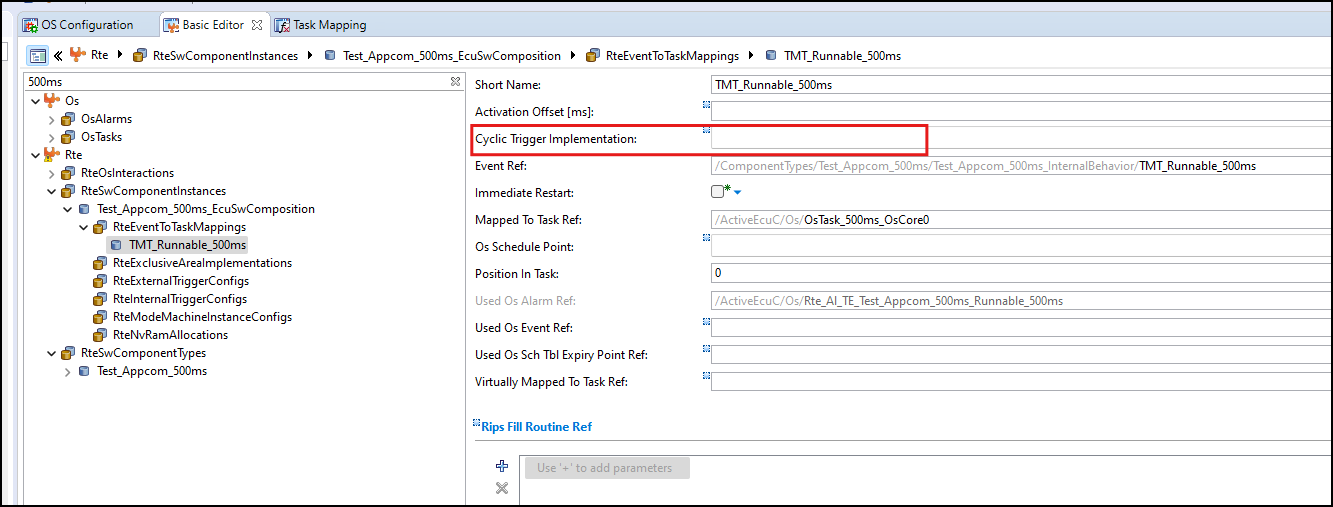 OS Configuration Basic Editor Task Mapping
Rte RteSwComponentInstances Test_Appcom_500ms_EcuSwComposition RteEventToTaskMappings TMT_Runnable_500ms
500ms
Os
OsAlarms
OsTasks
Rte
RteOsInteractions
RteSwComponentInstances
Test_Appcom_500ms_EcuSwComposition
RteEventToTaskMappings
TMT_Runnable_500ms
RteExclusiveAreaImplementations
RteExternalTriggerConfigs
RteInternalTriggerConfigs
RteModeMachineInstanceConfigs
RteNvRamAllocations
RteSwComponentTypes
Test_Appcom_500ms
Short Name: TMT_Runnable_500ms
Activation Offset [ms]:
Cyclic Trigger Implementation:
Event Ref: /ComponentTypes/Test_Appcom_500ms/Test_Appcom_500ms_InternalBehavior/TMT_Runnable_500ms
Immediate Restart:
Mapped To Task Ref: /ActiveEcuC/Os/OsTask_500ms_OsCore0
Os Schedule Point:
Position In Task: 0
Used Os Alarm Ref: /ActiveEcuC/Os/Rte_Al_TE_Test_Appcom_500ms_Runnable_500ms
Used Os Event Ref:
Used Os Sch Tbl Expiry Point Ref:
Virtually Mapped To Task Ref:
Rips Fill Routine Ref
Use '+' to add parameters